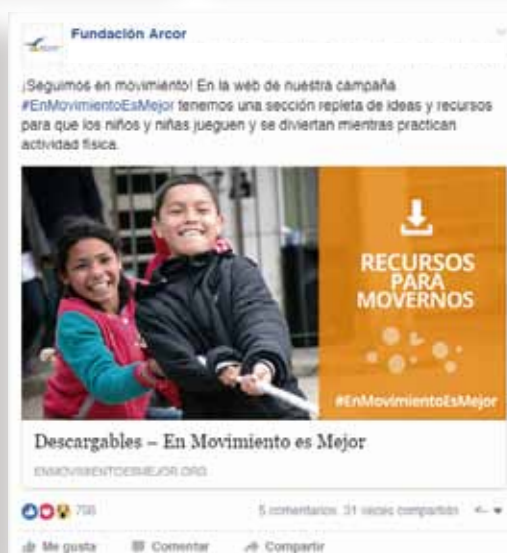 Fundación Arcor
¡Seguimos en movimiento! En la web de nuestra campaña
#EnMovimientoEsMejor tenemos una sección repleta de ideas y recursos
para que los niños y niñas jueguen y se diviertan mientras practican
actividad física.
RECURSOS
PARA
MOVERNOS
#EnMovimientoEsMejor
Descargables – En Movimiento es Mejor
ENMOVIMIENTOESMEJOR.ORG
5 comentarios 31 veces compartido
Me gusta Comentar Compartir